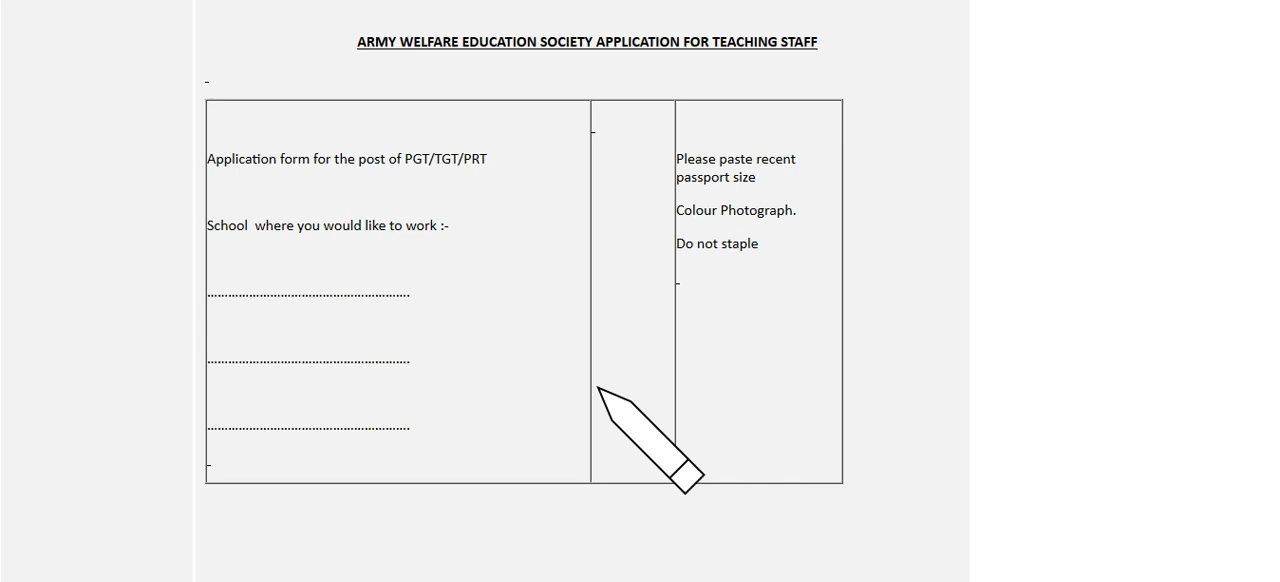 ARMY WELFARE EDUCATION SOCIETY APPLICATION FOR TEACHING STAFF
Application form for the post of PGT/TGT/PRT
School  where you would like to work :-
……………………………………………….
……………………………………………….
……………………………………………….
Please paste recent
passport size
Colour Photograph.
Do not staple